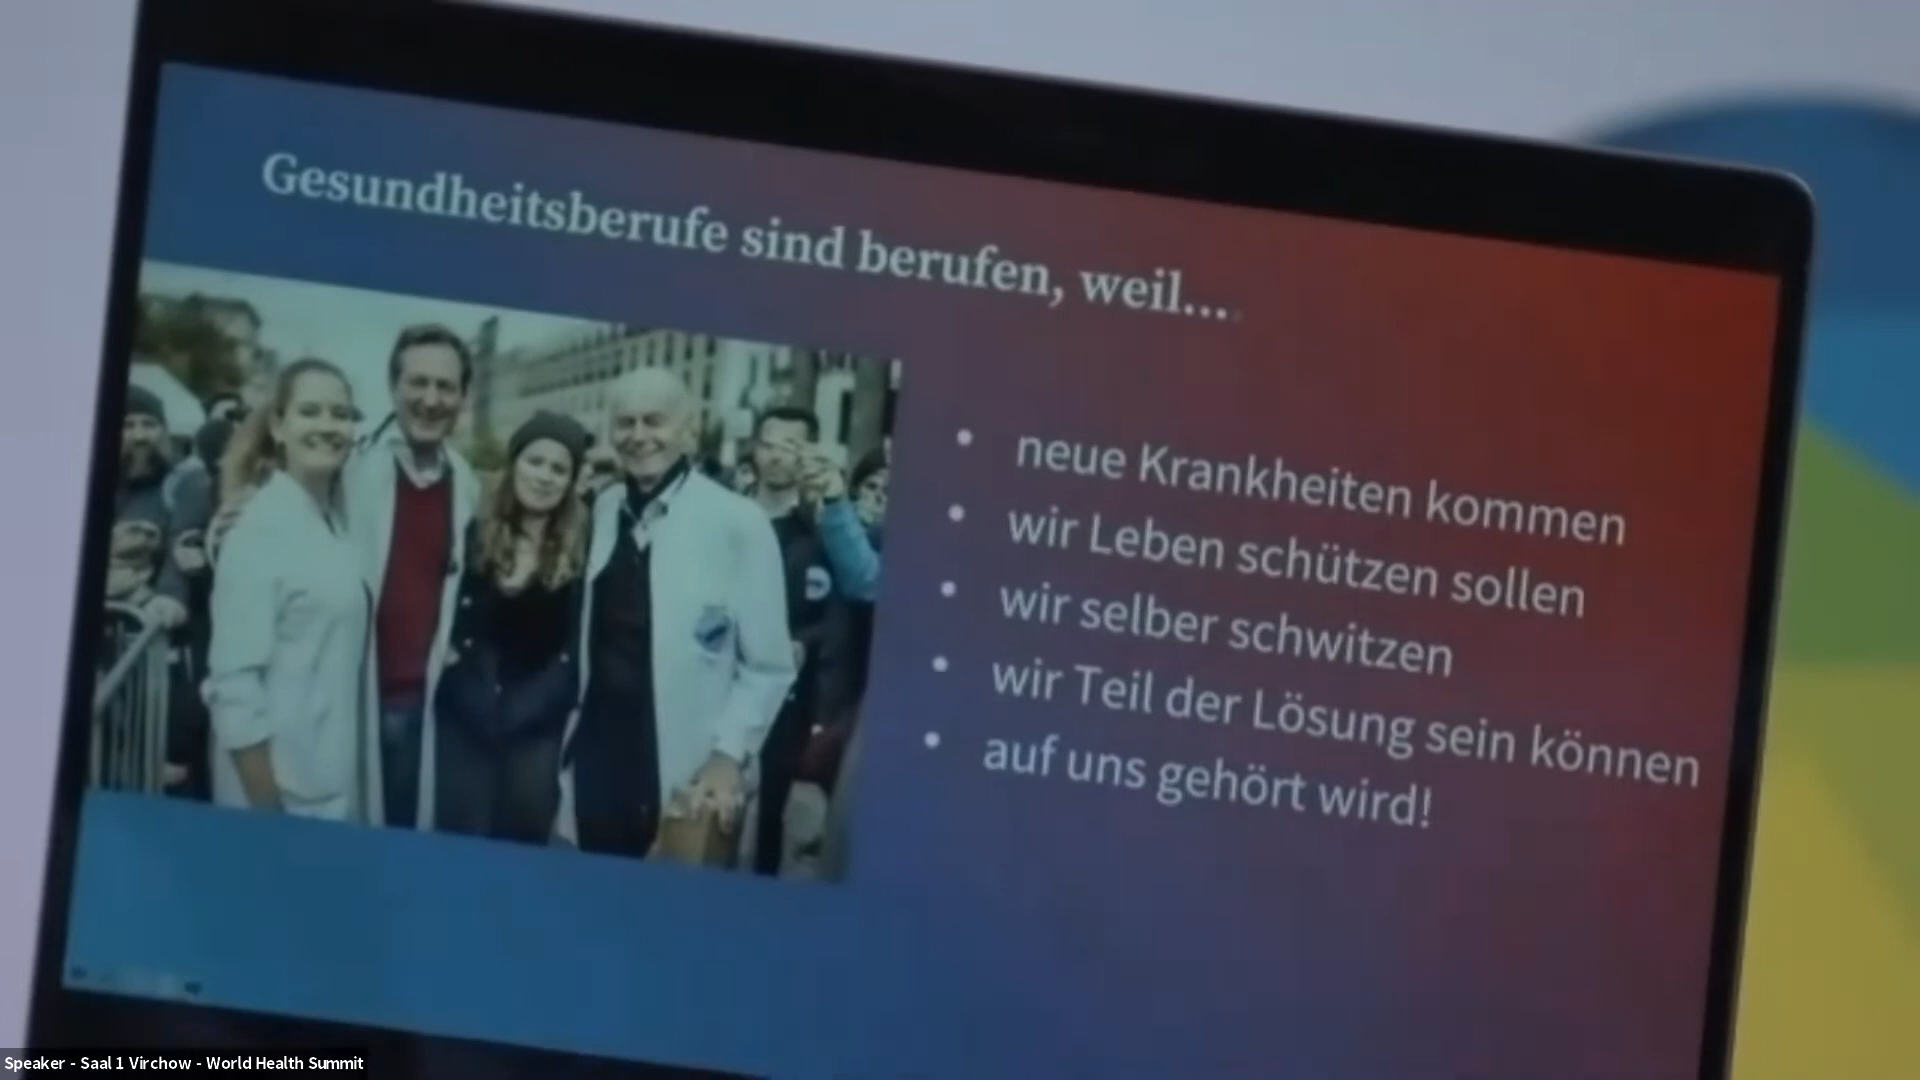 Gesundheitsberufe sind berufen, weil....
• neue Krankheiten kommen
• wir Leben schützen sollen
• wir selber schwitzen
• wir Teil der Lösung sein können
• auf uns gehört wird!
Speaker - Saal 1 Virchow - World Health Summit